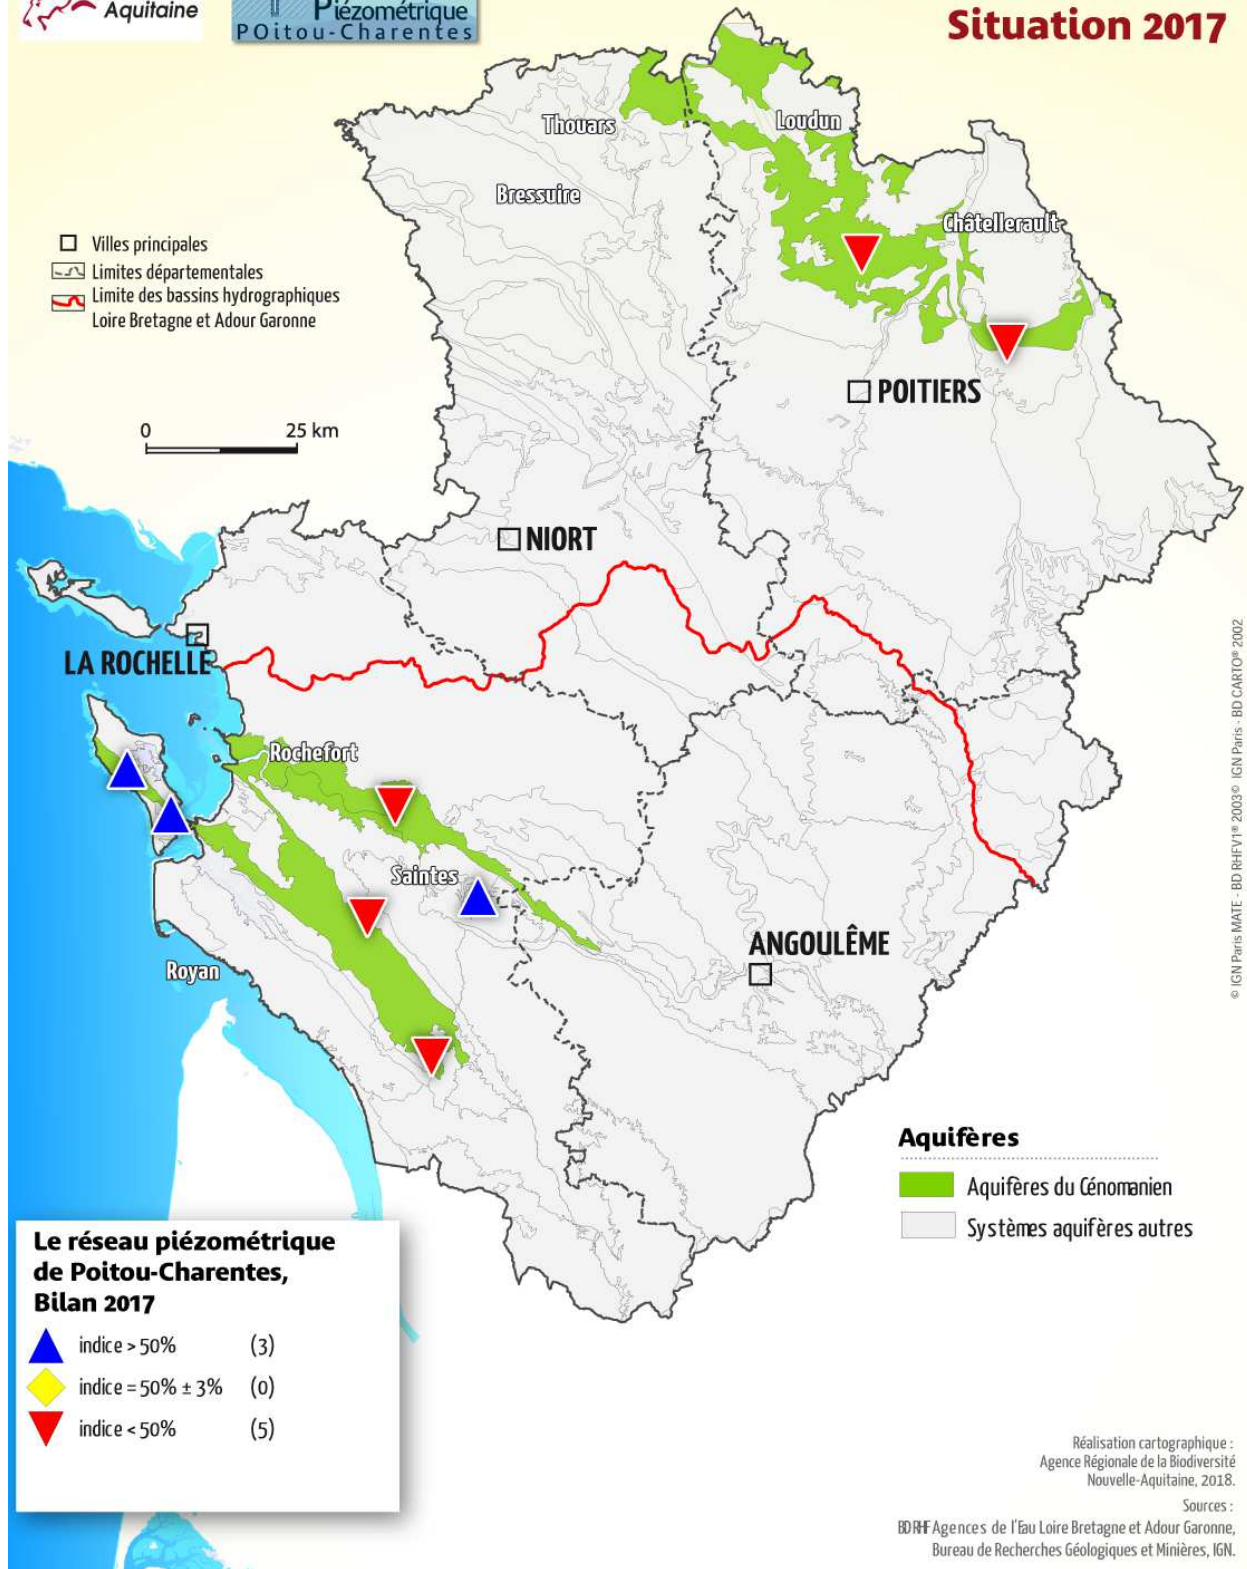 Aquitaine
Piézométrique
POitou-Charentes
Situation 2017
Thouars
Loudun
Bressuire
Châtellerault
Villes principales
Limites départementales
Limite des bassins hydrographiques
Loire Bretagne et Adour Garonne
0 25 km
POITIERS
NIORT
LA ROCHELLE
Rochefort
Saintes
Royan
ANGOULÊME
© IGN Paris MATE - BD RHFV1® 2003© IGN Paris - BD CARTO® 2002
Aquifères
Aquifères du Cénomanien
Systèmes aquifères autres
Le réseau piézométrique
de Poitou-Charentes,
Bilan 2017
indice > 50% (3)
indice = 50% ± 3% (0)
indice < 50% (5)
Réalisation cartographique :
Agence Régionale de la Biodiversité
Nouvelle-Aquitaine, 2018.
Sources :
BD RHF Agences de l'Eau Loire Bretagne et Adour Garonne,
Bureau de Recherches Géologiques et Minières, IGN.